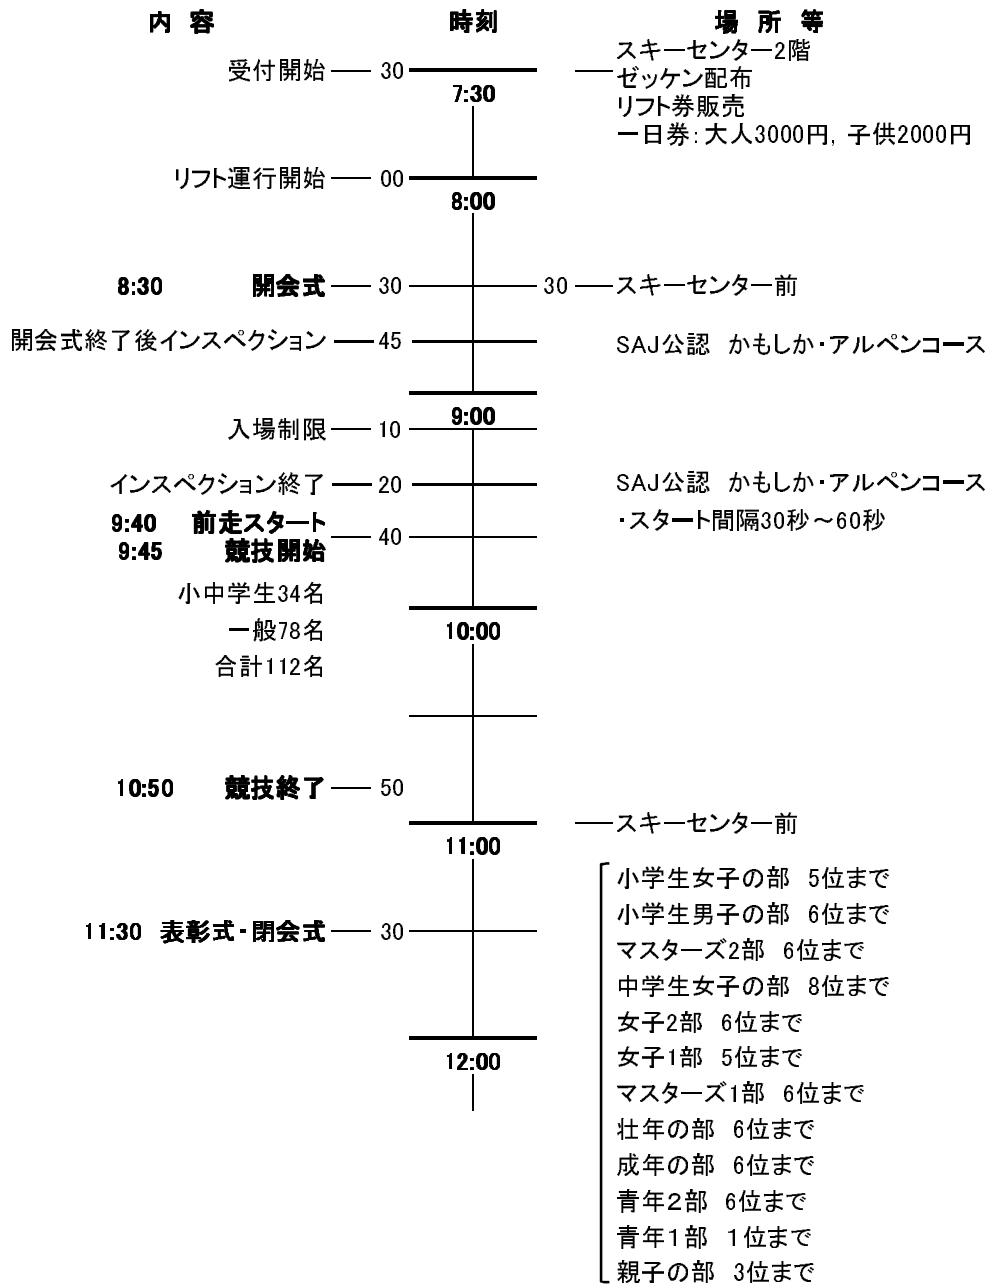 内 容 時刻 場 所 等
スキーセンター2階
受付開始 30
ゼッケン配布
7:30
リフト券販売
一日券：大人3000円，子供2000円
リフト運行開始 00
8:00
8:30 開会式 30 30 スキーセンター前
開会式終了後インスペクション 45 SAJ公認 かもしか・アルペンコース
9:00
入場制限 10
インスペクション終了 20 SAJ公認 かもしか・アルペンコース
9:40 前走スタート ・スタート間隔30秒～60秒
40
9:45 競技開始
小中学生34名
一般78名 10:00
合計112名
10:50 競技終了 50
スキーセンター前
11:00
小学生女子の部 5位まで
小学生男子の部 6位まで
11:30 表彰式・閉会式 30
マスターズ2部 6位まで
中学生女子の部 8位まで
女子2部 6位まで
12:00
女子1部 5位まで
マスターズ1部 6位まで
壮年の部 6位まで
成年の部 6位まで
青年２部 6位まで
青年１部 １位まで
親子の部 3位まで